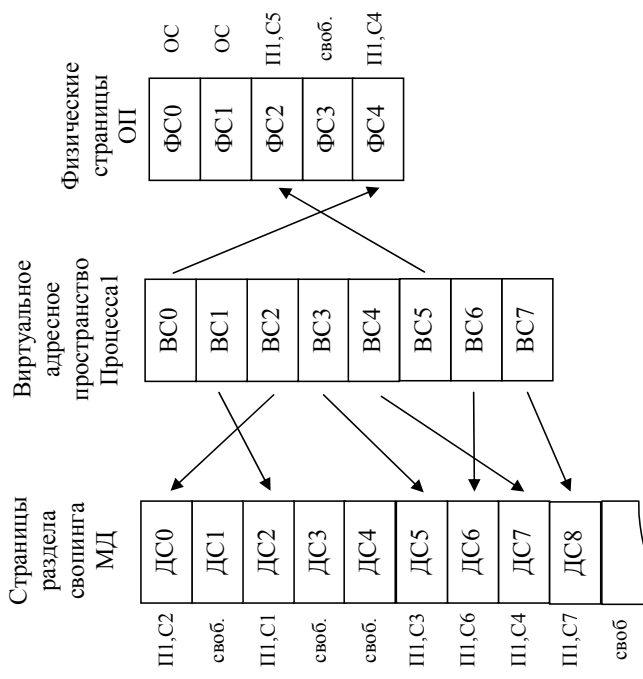 Физические
страницы
ОП
ФС0
ФС1
ФС2
ФС3
ФС4
ОС
ОС
П1,С5
своб.
П1,С4
Виртуальное
адресное
пространство
Процесса1
ВС0
ВС1
ВС2
ВС3
ВС4
ВС5
ВС6
ВС7
Страницы
раздела
свопинга
МД
ДС0
ДС1
ДС2
ДС3
ДС4
ДС5
ДС6
ДС7
ДС8
П1,С2
своб.
П1,С1
своб.
своб.
П1,С3
П1,С6
П1,С4
П1,С7
своб